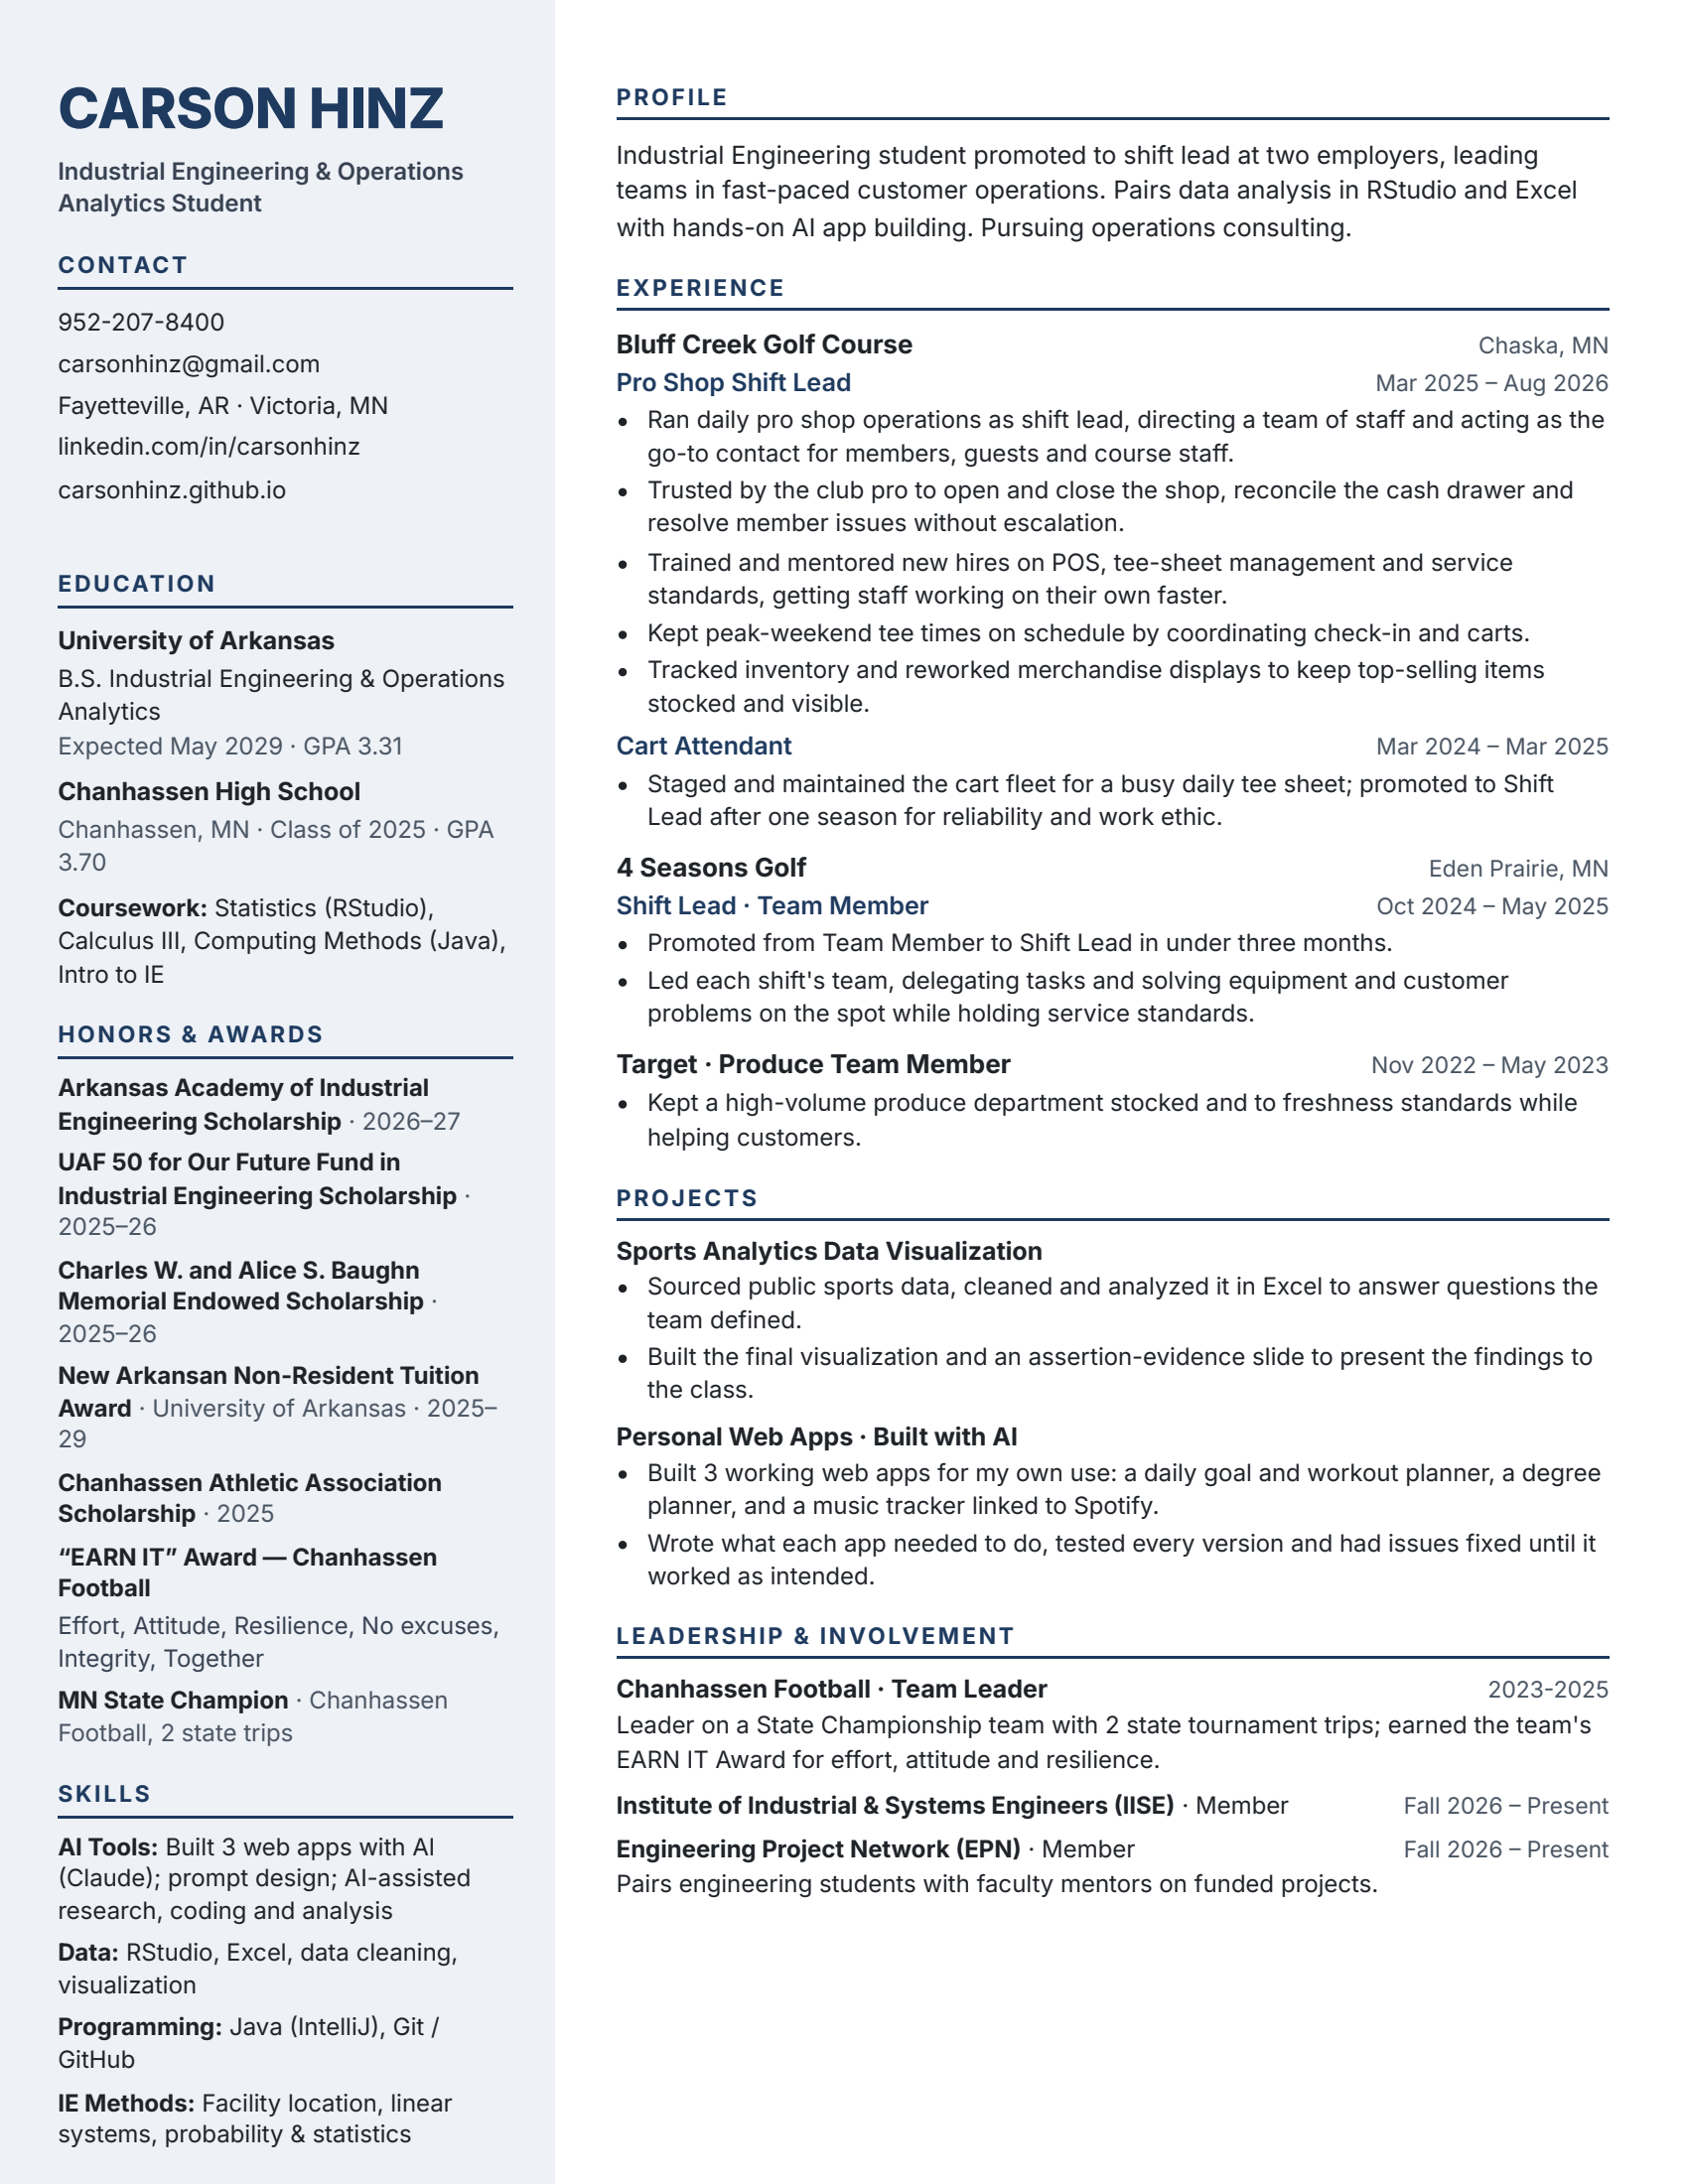 CARSON HINZ
Industrial Engineering & Operations
Analytics Student
CONTACT
952-207-8400
carsonhinz@gmail.com
Fayetteville, AR · Victoria, MN
linkedin.com/in/carsonhinz
carsonhinz.github.io
EDUCATION
University of Arkansas
B.S. Industrial Engineering & Operations
Analytics
Expected May 2029 · GPA 3.31
Chanhassen High School
Chanhassen, MN · Class of 2025 · GPA
3.70
Coursework: Statistics (RStudio),
Calculus III, Computing Methods (Java),
Intro to IE
HONORS & AWARDS
Arkansas Academy of Industrial
Engineering Scholarship · 2026–27
UAF 50 for Our Future Fund in
Industrial Engineering Scholarship ·
2025–26
Charles W. and Alice S. Baughn
Memorial Endowed Scholarship ·
2025–26
New Arkansan Non-Resident Tuition
Award · University of Arkansas · 2025–
29
Chanhassen Athletic Association
Scholarship · 2025
“EARN IT” Award — Chanhassen
Football
Effort, Attitude, Resilience, No excuses,
Integrity, Together
MN State Champion · Chanhassen
Football, 2 state trips
SKILLS
AI Tools: Built 3 web apps with AI
(Claude); prompt design; AI-assisted
research, coding and analysis
Data: RStudio, Excel, data cleaning,
visualization
Programming: Java (IntelliJ), Git /
GitHub
IE Methods: Facility location, linear
systems, probability & statistics
PROFILE
Industrial Engineering student promoted to shift lead at two employers, leading
teams in fast-paced customer operations. Pairs data analysis in RStudio and Excel
with hands-on AI app building. Pursuing operations consulting.
EXPERIENCE
Bluff Creek Golf Course Chaska, MN
Pro Shop Shift Lead Mar 2025 – Aug 2026
• Ran daily pro shop operations as shift lead, directing a team of staff and acting as the
go-to contact for members, guests and course staff.
• Trusted by the club pro to open and close the shop, reconcile the cash drawer and
resolve member issues without escalation.
• Trained and mentored new hires on POS, tee-sheet management and service
standards, getting staff working on their own faster.
• Kept peak-weekend tee times on schedule by coordinating check-in and carts.
• Tracked inventory and reworked merchandise displays to keep top-selling items
stocked and visible.
Cart Attendant Mar 2024 – Mar 2025
• Staged and maintained the cart fleet for a busy daily tee sheet; promoted to Shift
Lead after one season for reliability and work ethic.
4 Seasons Golf Eden Prairie, MN
Shift Lead · Team Member Oct 2024 – May 2025
• Promoted from Team Member to Shift Lead in under three months.
• Led each shift's team, delegating tasks and solving equipment and customer
problems on the spot while holding service standards.
Target · Produce Team Member Nov 2022 – May 2023
• Kept a high-volume produce department stocked and to freshness standards while
helping customers.
PROJECTS
Sports Analytics Data Visualization
• Sourced public sports data, cleaned and analyzed it in Excel to answer questions the
team defined.
• Built the final visualization and an assertion-evidence slide to present the findings to
the class.
Personal Web Apps · Built with AI
• Built 3 working web apps for my own use: a daily goal and workout planner, a degree
planner, and a music tracker linked to Spotify.
• Wrote what each app needed to do, tested every version and had issues fixed until it
worked as intended.
LEADERSHIP & INVOLVEMENT
Chanhassen Football · Team Leader 2023-2025
Leader on a State Championship team with 2 state tournament trips; earned the team's
EARN IT Award for effort, attitude and resilience.
Institute of Industrial & Systems Engineers (IISE) · Member Fall 2026 – Present
Engineering Project Network (EPN) · Member Fall 2026 – Present
Pairs engineering students with faculty mentors on funded projects.